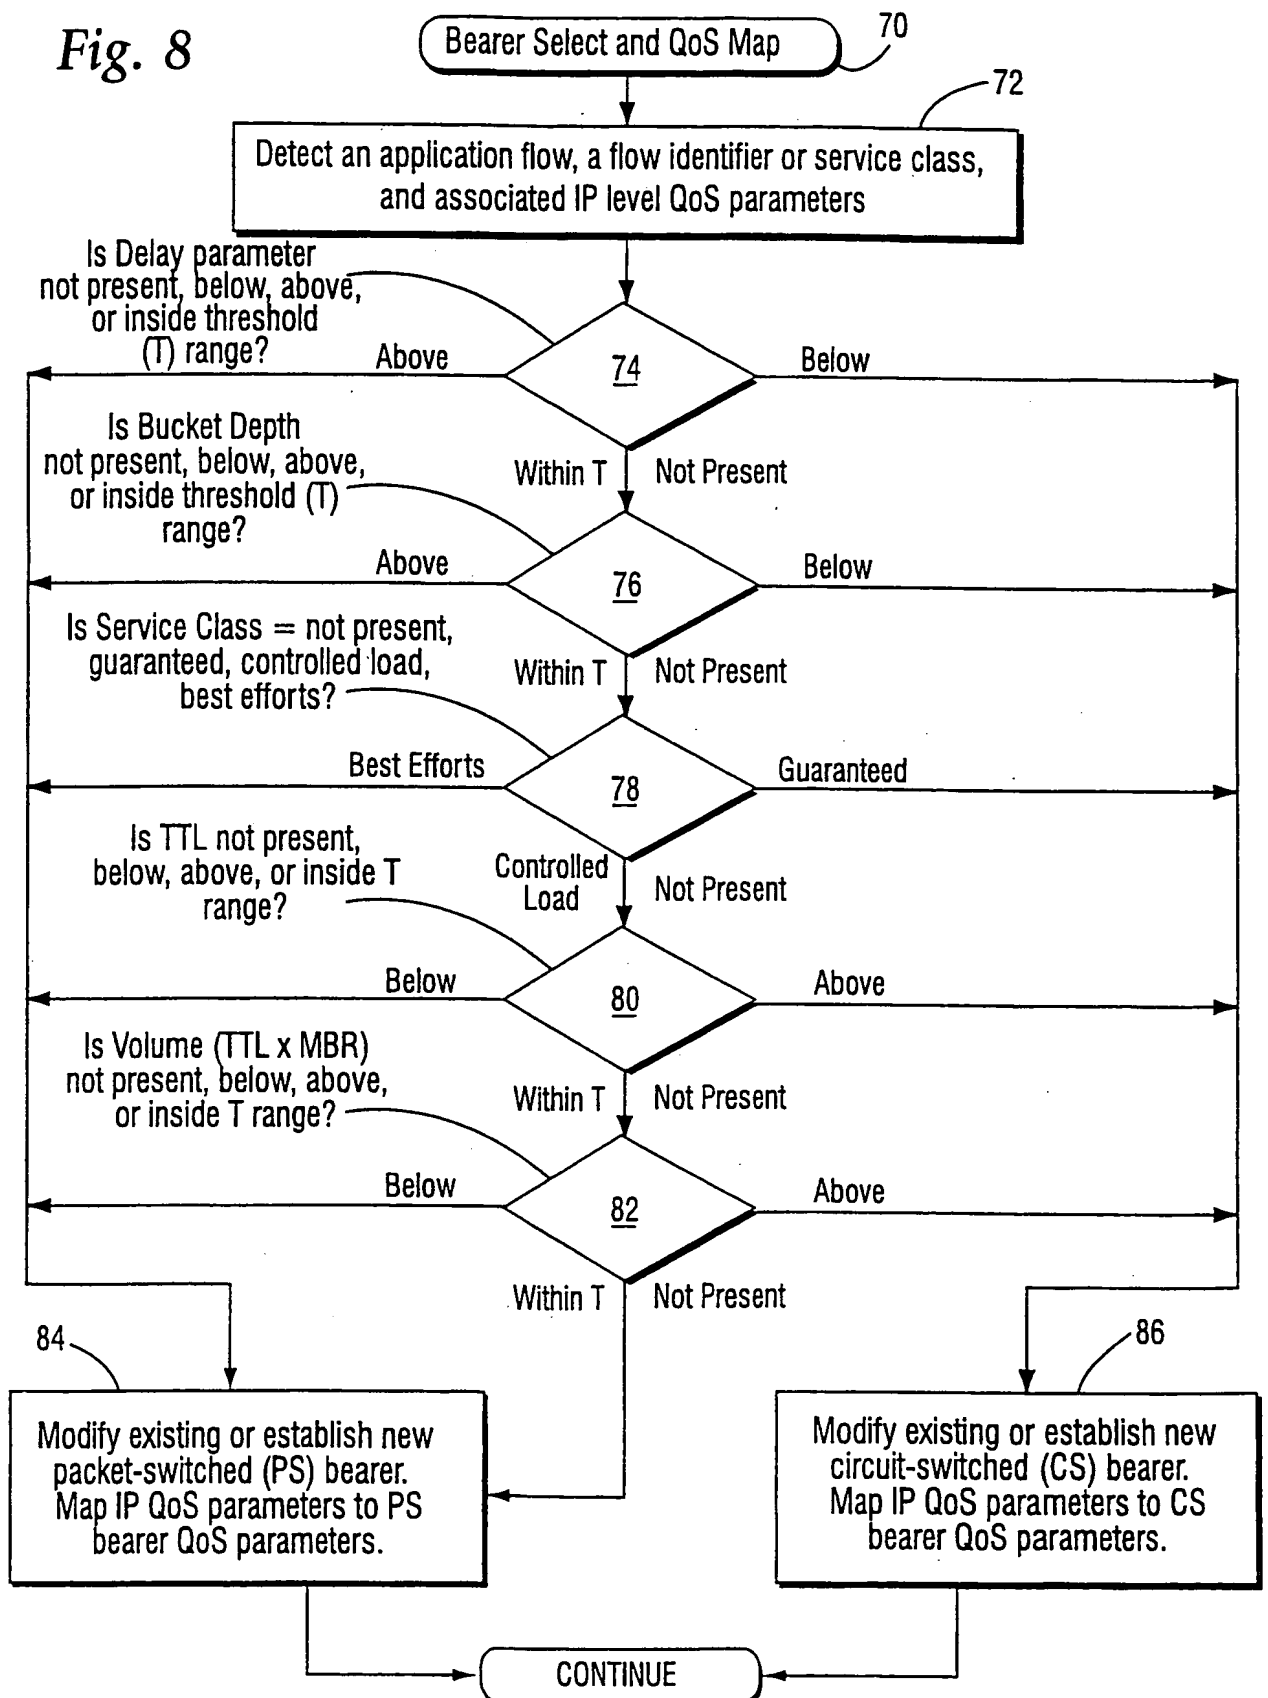 Fig. 8
Bearer Select and QoS Map
70
72
Detect an application flow, a flow identifier or service class,
and associated IP level QoS parameters
Is Delay parameter
not present, below, above,
or inside threshold
(T) range?
Above
74
Below
Within T
Not Present
Is Bucket Depth
not present, below, above,
or inside threshold (T)
range?
Above
76
Below
Within T
Not Present
Is Service Class = not present,
guaranteed, controlled load,
best efforts?
Best Efforts
78
Guaranteed
Controlled
Load
Not Present
Is TTL not present,
below, above, or inside T
range?
Below
80
Above
Within T
Not Present
Is Volume (TTL x MBR)
not present, below, above,
or inside T range?
Below
82
Above
Within T
Not Present
84
Modify existing or establish new
packet-switched (PS) bearer.
Map IP QoS parameters to PS
bearer QoS parameters.
86
Modify existing or establish new
circuit-switched (CS) bearer.
Map IP QoS parameters to CS
bearer QoS parameters.
CONTINUE